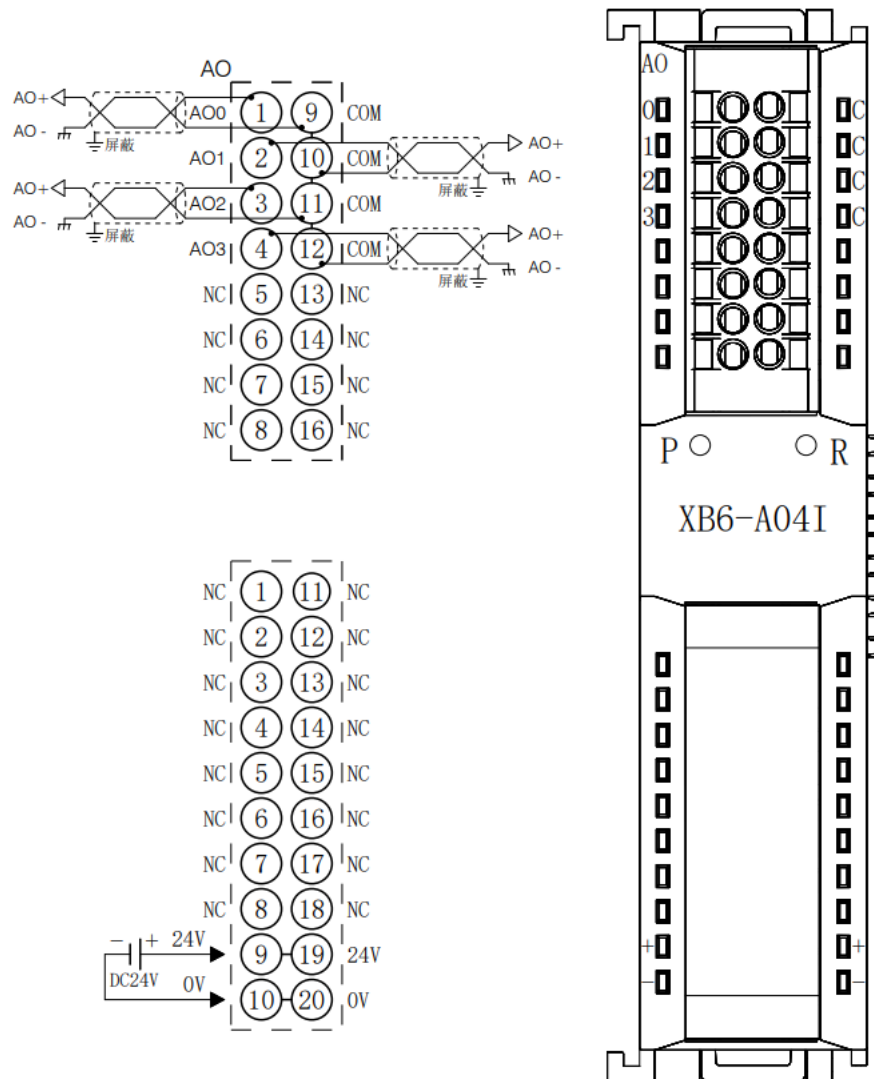 AO
AO+ AO0 1 9 COM
AO- 屏蔽
AO1 2 10 COM AO+
AO+ 屏蔽 AO-
AO2 3 11 COM
AO- 屏蔽
AO3 4 12 COM AO+
屏蔽 AO-
NC 5 13 NC
NC 6 14 NC
NC 7 15 NC
NC 8 16 NC
NC 1 11 NC
NC 2 12 NC
NC 3 13 NC
NC 4 14 NC
NC 5 15 NC
NC 6 16 NC
NC 7 17 NC
NC 8 18 NC
- + 24V 9 19 24V
DC24V 0V 10 20 0V
AO
0 C
1 C
2 C
3 C
P R
XB6-A04I
+ +
- -